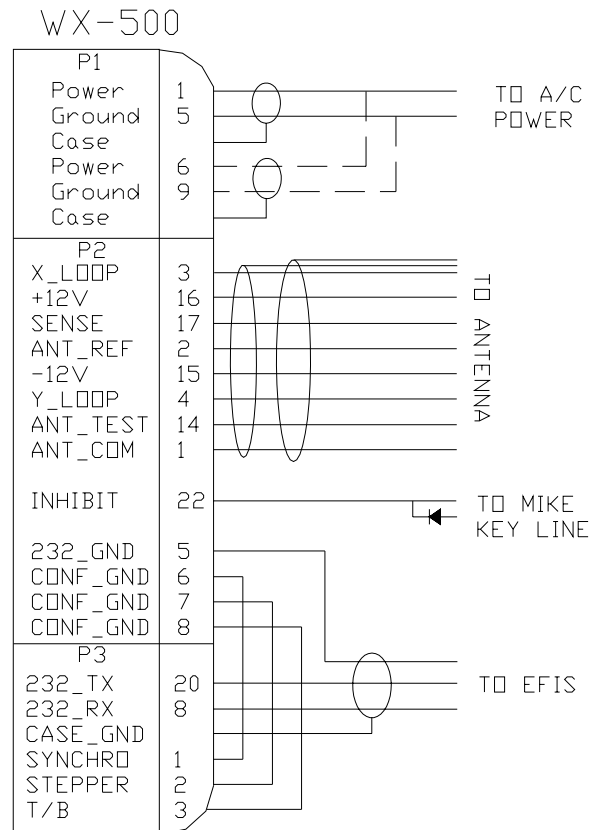 WX-500
P1
Power 1
Ground 5
Case
Power 6
Ground 9
Case
TO A/C
POWER
P2
X_LOOP 3
+12V 16
SENSE 17
ANT_REF 2
-12V 15
Y_LOOP 4
ANT_TEST 14
ANT_COM 1
TO ANTENNA
INHIBIT 22
TO MIKE
KEY LINE
232_GND 5
CONF_GND 6
CONF_GND 7
CONF_GND 8
P3
232_TX 20
232_RX 8
CASE_GND
SYNCHRO 1
STEPPER 2
T/B 3
TO EFIS